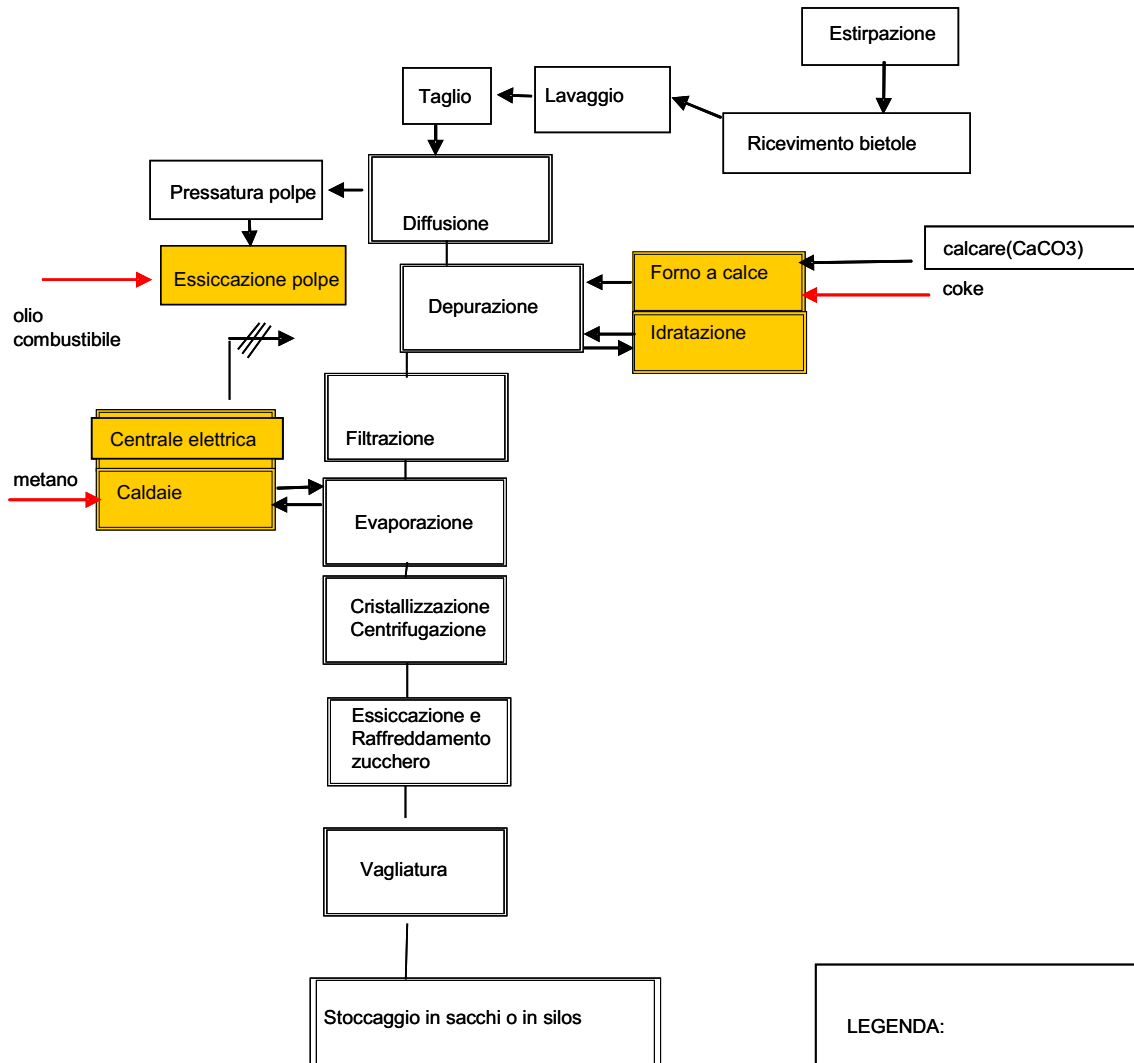 Estirpazione
Taglio
Lavaggio
Ricevimento bietole
Pressatura polpe
Diffusione
calcare(CaCO3)
Essiccazione polpe
Forno a calce
coke
olio
combustibile
Depurazione
Idratazione
Centrale elettrica
Filtrazione
metano
Caldaie
Evaporazione
Cristallizzazione
Centrifugazione
Essiccazione e
Raffreddamento
zucchero
Vagliatura
Stoccaggio in sacchi o in silos
LEGENDA: